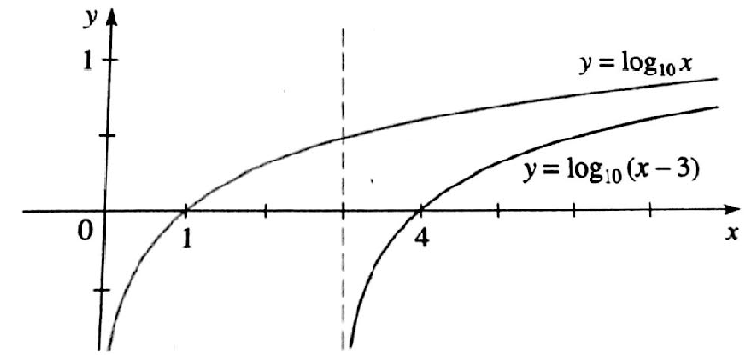 y
1
y = log₁₀ x
y = log₁₀ (x − 3)
0
1
4
x